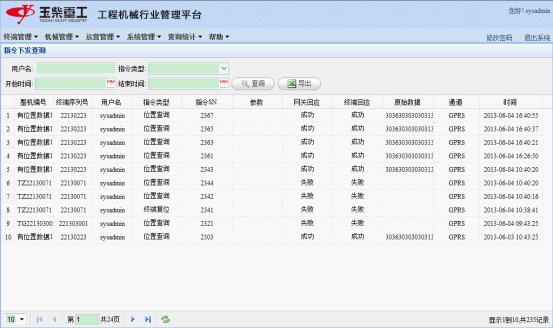 玉柴重工 工程机械行业管理平台 您好! sysadmin
YUCHAI HEAVY INDUSTRY
终端管理 机械管理 运营管理 系统管理 查询统计 帮助 修改密码 退出系统
指令下发查询
用户名: 指令类型:
开始时间: 结束时间: 查询 导出
整机编号 终端序列号 用户名 指令类型 指令SN 参数 网关回应 终端回应 原始数据 通道 时间
1 有位置数据1 22130223 sysadmin 位置查询 2367 成功 成功 303630303030313 GPRS 2013-06-04 16:40:55
2 有位置数据1 22130223 sysadmin 位置查询 2365 成功 成功 303630303030313 GPRS 2013-06-04 16:40:37
3 有位置数据1 22130223 sysadmin 位置查询 2363 成功 成功 303630303030313 GPRS 2013-06-04 16:40:21
4 有位置数据1 22130223 sysadmin 位置查询 2361 成功 成功 303630303030313 GPRS 2013-06-04 16:26:50
5 有位置数据1 22130223 sysadmin 位置查询 2343 成功 成功 303630303030313 GPRS 2013-06-04 10:40:20
6 TZ22130071 22130071 sysadmin 位置查询 2344 失败 失败 GPRS 2013-06-04 10:40:20
7 TZ22130071 22130071 sysadmin 位置查询 2342 失败 失败 GPRS 2013-06-04 10:40:16
8 TZ22130071 22130071 sysadmin 终端复位 2341 失败 失败 GPRS 2013-06-04 10:38:41
9 TG22130300 221303001 sysadmin 位置查询 2321 失败 失败 GPRS 2013-06-04 09:43:25
10 有位置数据1 22130223 sysadmin 位置查询 2303 成功 成功 303630303030313 GPRS 2013-06-03 10:43:25
10 第 1 共24页 显示1到10,共235记录